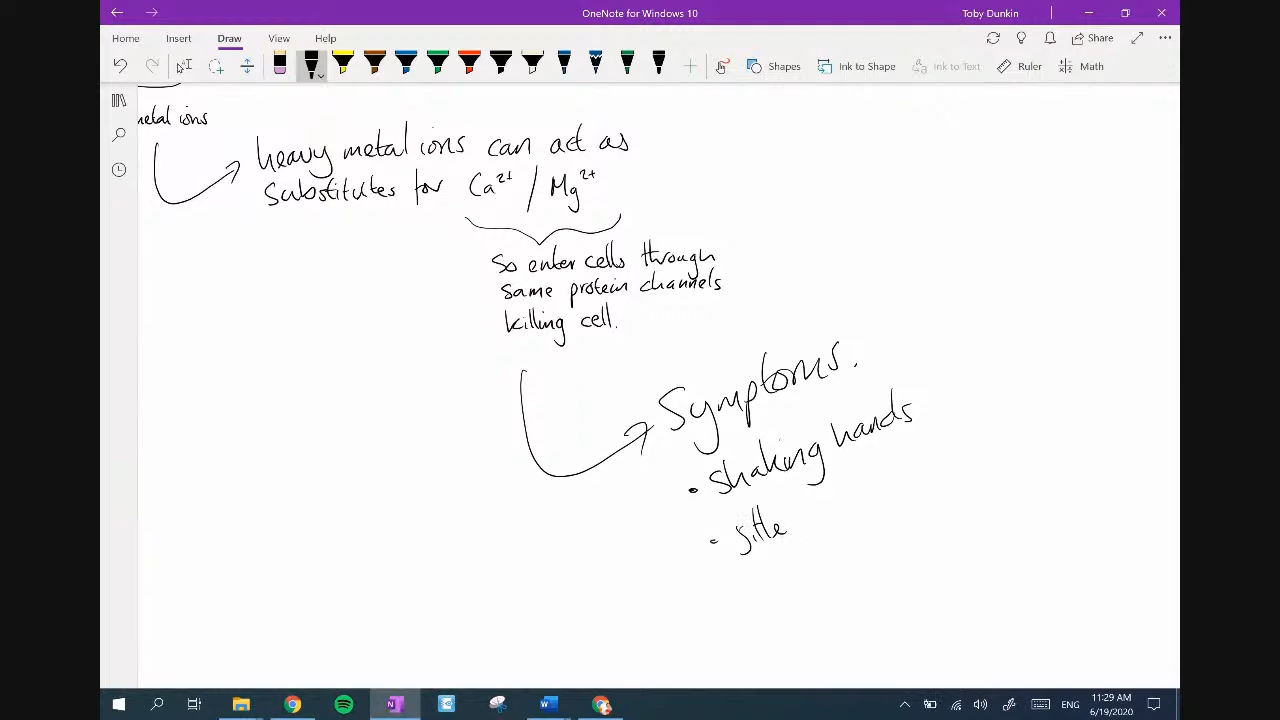 OneNote for Windows 10
Toby Dunkin
Home Insert Draw View Help
Share
Shapes Ink to Shape Ink to Text Ruler Math
etal ions
heavy metal ions can act as
substitutes for Ca²⁺ / Mg²⁺
So enter cells through
same protein channels
killing cell.
Symptoms.
• shaking hands
• jitte
ENG
11:29 AM
6/19/2020